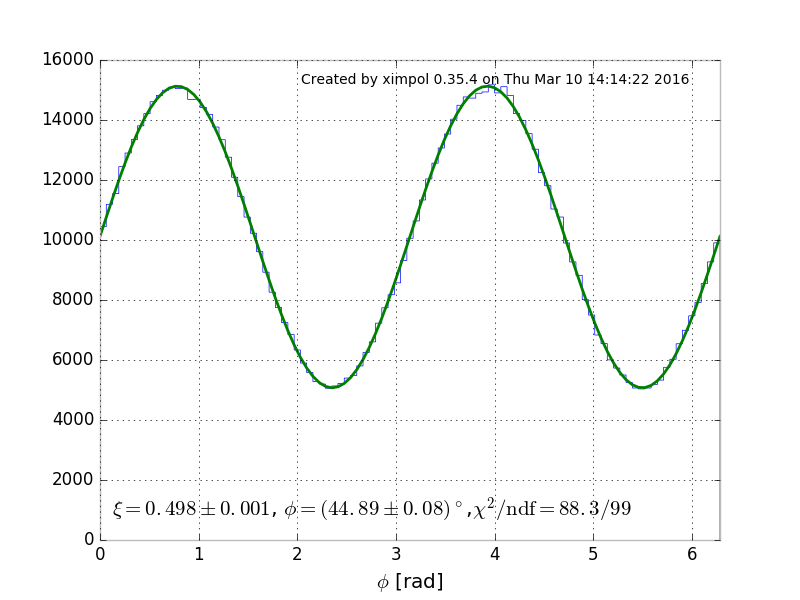 16000
Created by ximpol 0.35.4 on Thu Mar 10 14:14:22 2016
14000
12000
10000
8000
6000
4000
2000
ξ=0.498±0.001, ϕ=(44.89±0.08)°, χ²/ndf=88.3/99
0
0 1 2 3 4 5 6
ϕ [rad]